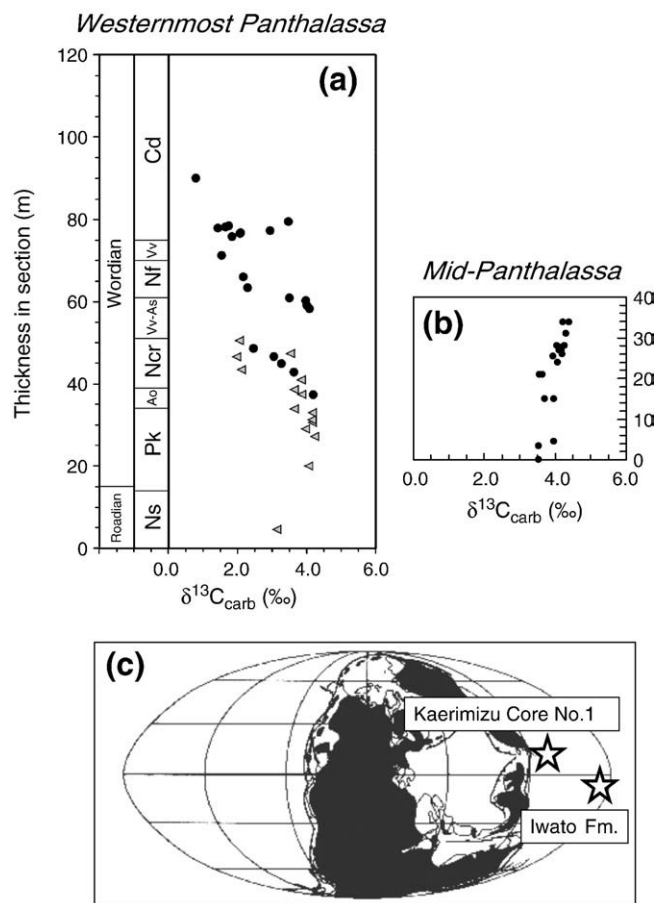 Westernmost Panthalassa
(a)
Thickness in section (m)
120
100
80
60
40
20
0
Wordian
Roadian
Cd
Vv
Nf
Vv-As
Ncr
Ao
Pk
Ns
0.0 2.0 4.0 6.0
δ13Ccarb (‰)
Mid-Panthalassa
(b)
40
30
20
10
0
0.0 2.0 4.0 6.0
δ13Ccarb (‰)
(c)
Kaerimizu Core No.1
Iwato Fm.